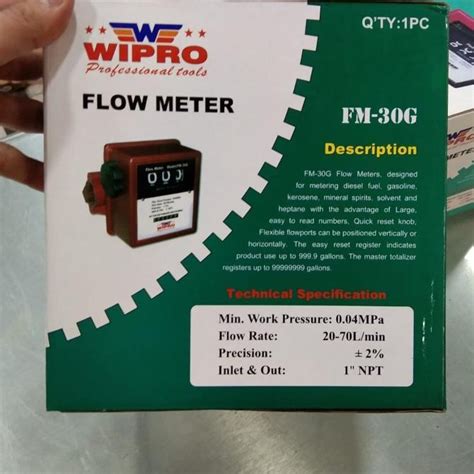 Q'TY:1PC
W
WIPRO
Professional tools
FLOW METER
FM-30G
Description
FM-30G Flow Meters, designed
for metering diesel fuel, gasoline,
kerosene, mineral spirits, solvent and
heptane with the advantage of Large,
easy to read numbers, Quick reset knob,
Flexible flowports can be positioned vertically or
horizontally. The easy reset register indicates
product use up to 999.9 gallons. The master totalizer
registers up to 99999999 gallons.
Technical Specification
Min. Work Pressure: 0.04MPa
Flow Rate: 20-70L/min
Precision: ± 2%
Inlet & Out: 1" NPT
WIPRO